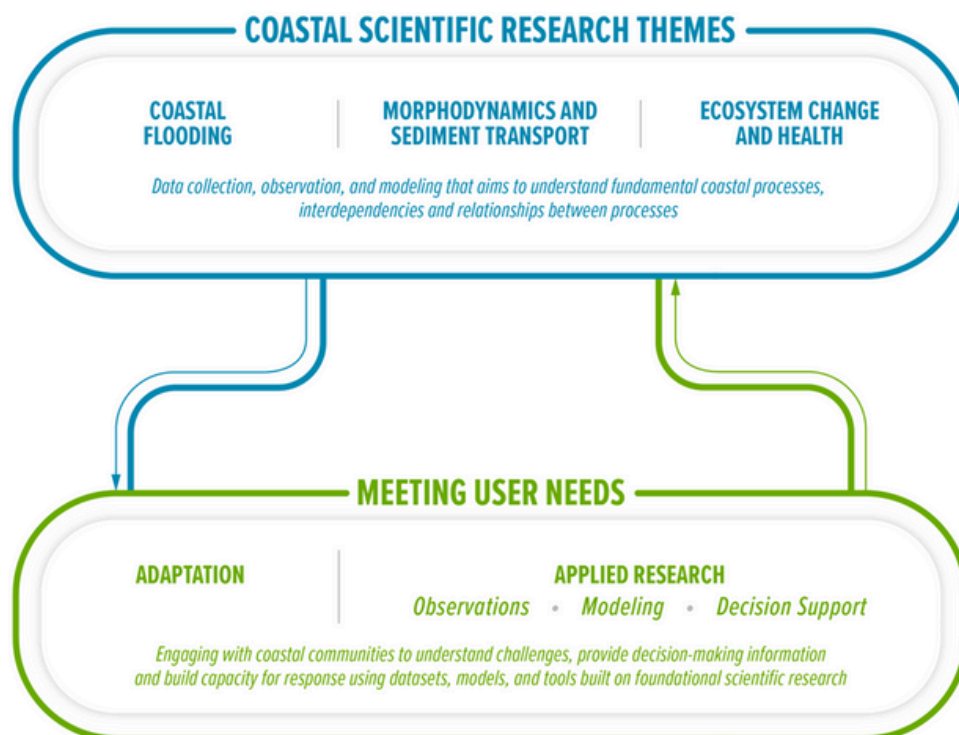 COASTAL SCIENTIFIC RESEARCH THEMES
COASTAL
FLOODING
MORPHODYNAMICS AND
SEDIMENT TRANSPORT
ECOSYSTEM CHANGE
AND HEALTH
Data collection, observation, and modeling that aims to understand fundamental coastal processes,
interdependencies and relationships between processes
MEETING USER NEEDS
ADAPTATION
APPLIED RESEARCH
Observations • Modeling • Decision Support
Engaging with coastal communities to understand challenges, provide decision-making information
and build capacity for response using datasets, models, and tools built on foundational scientific research